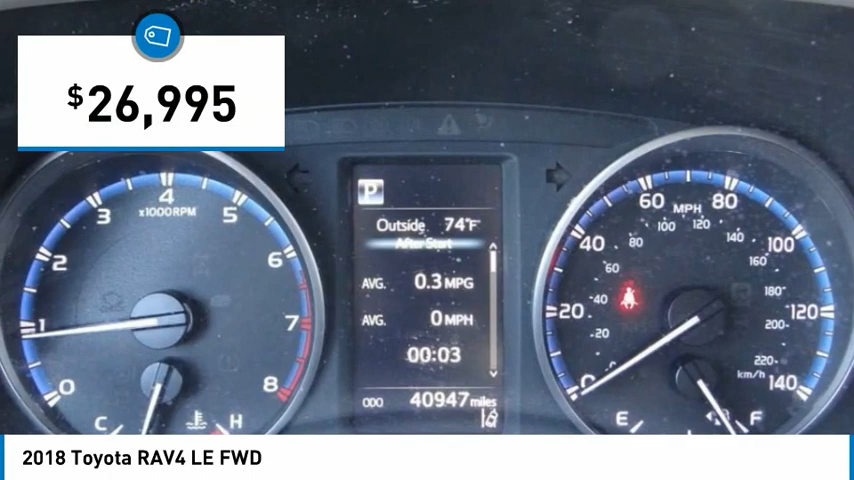 $26,995
P
Outside 74°F
After Start
AVG. 0.3 MPG
AVG. 0 MPH
00:03
ODO 40947 miles
x1000RPM
0 1 2 3 4 5 6 7 8
C H
MPH
0 20 40 60 80 100 120 140
20 40 60 80 100 120 140 160 180 200 220
km/h
E F
2018 Toyota RAV4 LE FWD